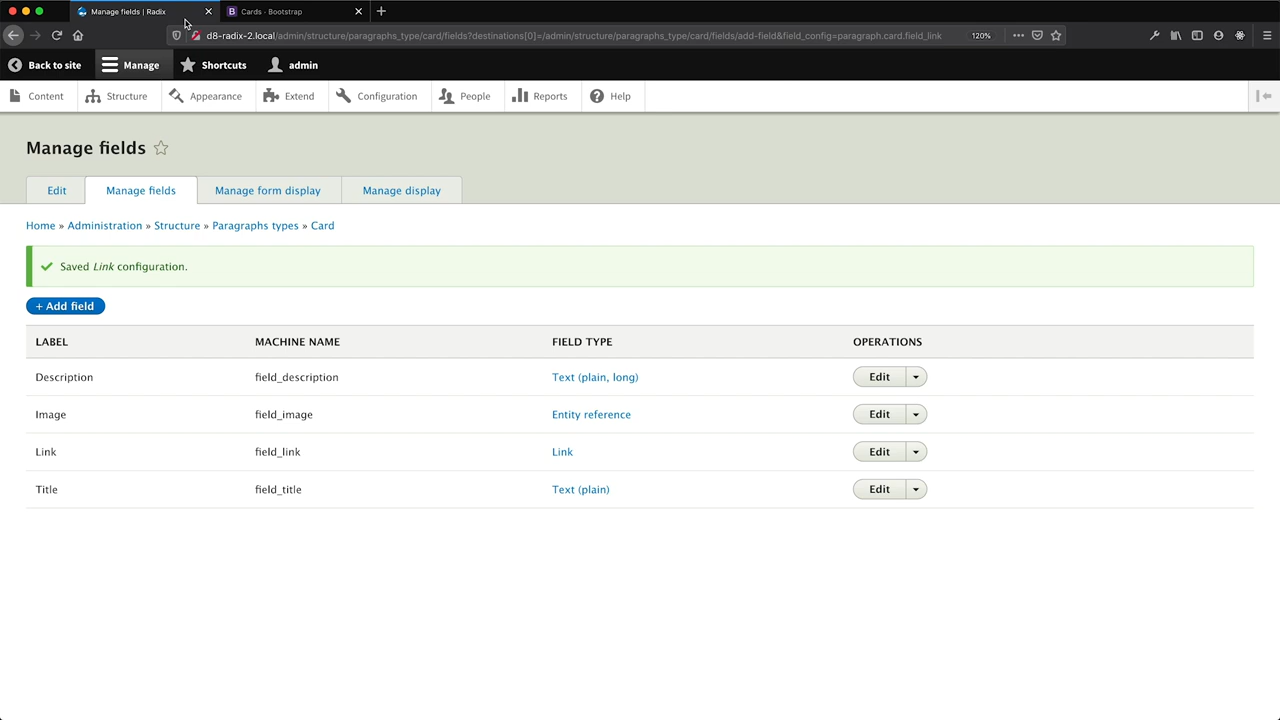 Manage fields | Radix
Cards · Bootstrap
d8-radix-2.local/admin/structure/paragraphs_type/card/fields?destinations[0]=/admin/structure/paragraphs_type/card/fields/add-field&field_config=paragraph.card.field_link
120%
Back to site
Manage
Shortcuts
admin
Content
Structure
Appearance
Extend
Configuration
People
Reports
Help
Manage fields
Edit
Manage fields
Manage form display
Manage display
Home » Administration » Structure » Paragraphs types » Card
Saved Link configuration.
+ Add field
LABEL MACHINE NAME FIELD TYPE OPERATIONS
Description field_description Text (plain, long) Edit
Image field_image Entity reference Edit
Link field_link Link Edit
Title field_title Text (plain) Edit